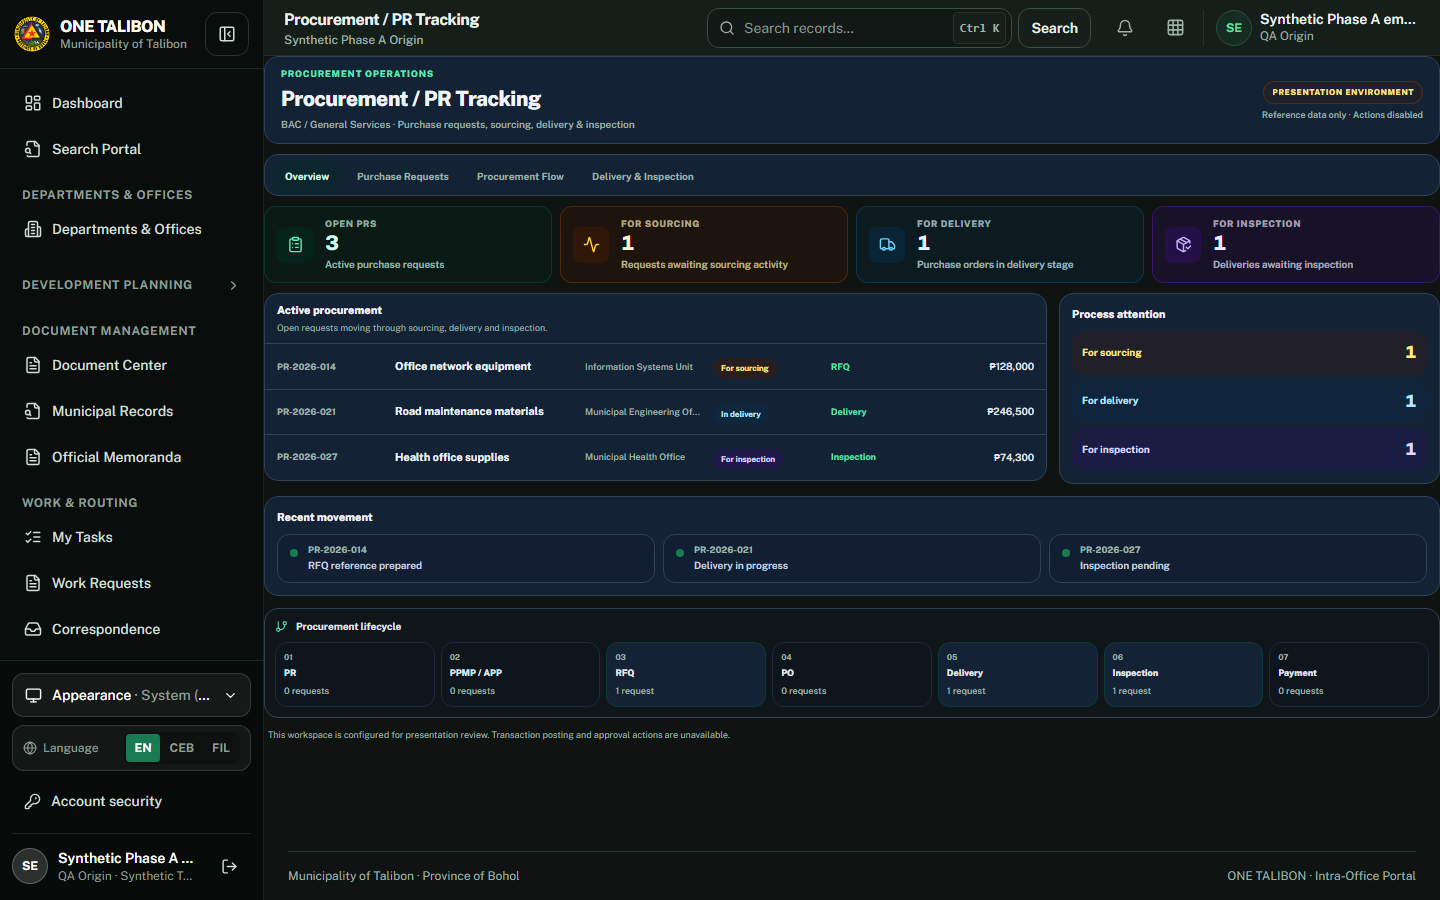 ONE TALIBON
Municipality of Talibon
Dashboard
Search Portal
DEPARTMENTS & OFFICES
Departments & Offices
DEVELOPMENT PLANNING
DOCUMENT MANAGEMENT
Document Center
Municipal Records
Official Memoranda
WORK & ROUTING
My Tasks
Work Requests
Correspondence
Appearance · System (...
Language EN CEB FIL
Account security
SE
Synthetic Phase A ...
QA Origin · Synthetic T...
Procurement / PR Tracking
Synthetic Phase A Origin
Search records...
Ctrl K
Search
SE
Synthetic Phase A em...
QA Origin
PROCUREMENT OPERATIONS
Procurement / PR Tracking
BAC / General Services · Purchase requests, sourcing, delivery & inspection
PRESENTATION ENVIRONMENT
Reference data only · Actions disabled
Overview Purchase Requests Procurement Flow Delivery & Inspection
OPEN PRS
3
Active purchase requests
FOR SOURCING
1
Requests awaiting sourcing activity
FOR DELIVERY
1
Purchase orders in delivery stage
FOR INSPECTION
1
Deliveries awaiting inspection
Active procurement
Open requests moving through sourcing, delivery and inspection.
PR-2026-014 Office network equipment Information Systems Unit For sourcing RFQ ₱128,000
PR-2026-021 Road maintenance materials Municipal Engineering Of... In delivery Delivery ₱246,500
PR-2026-027 Health office supplies Municipal Health Office For inspection Inspection ₱74,300
Process attention
For sourcing 1
For delivery 1
For inspection 1
Recent movement
PR-2026-014
RFQ reference prepared
PR-2026-021
Delivery in progress
PR-2026-027
Inspection pending
Procurement lifecycle
01
PR
0 requests
02
PPMP / APP
0 requests
03
RFQ
1 request
04
PO
0 requests
05
Delivery
1 request
06
Inspection
1 request
07
Payment
0 requests
This workspace is configured for presentation review. Transaction posting and approval actions are unavailable.
Municipality of Talibon · Province of Bohol
ONE TALIBON · Intra-Office Portal